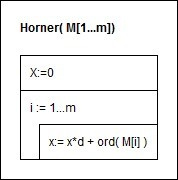 Horner( M[1...m])
X:=0
i := 1...m
x:= x*d + ord( M[i] )